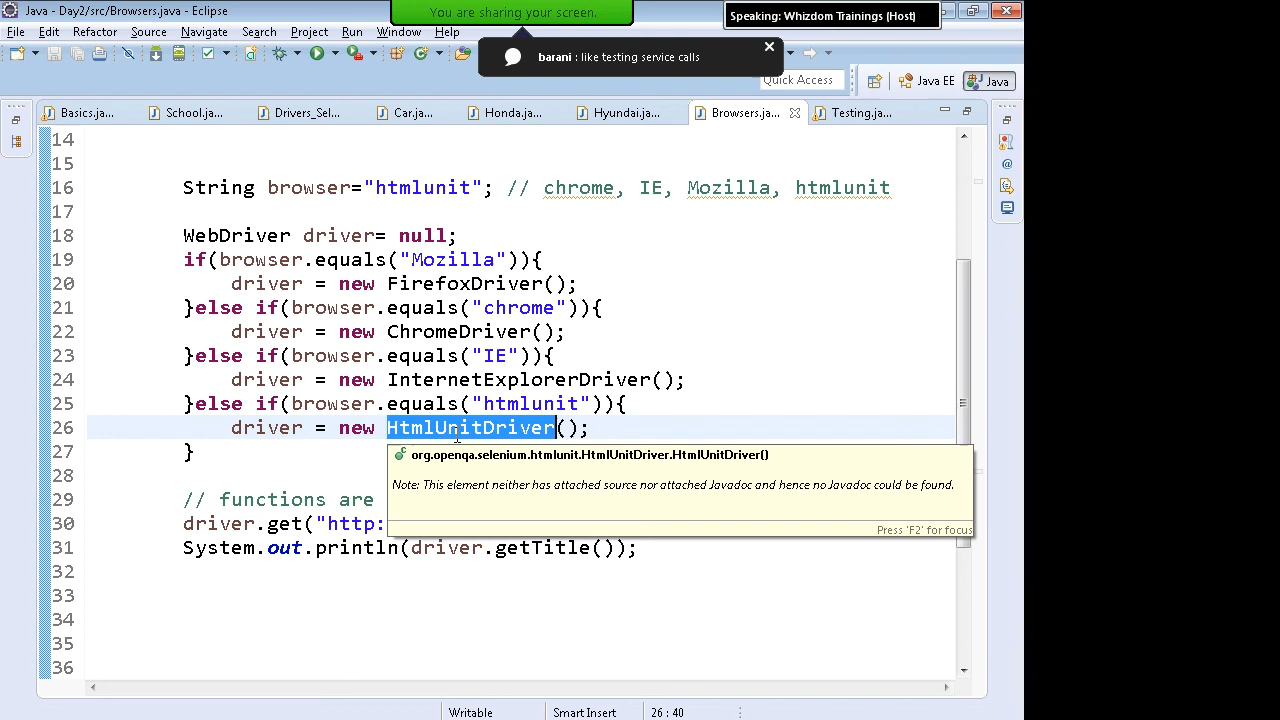 Java - Day2/src/Browsers.java - Eclipse
You are sharing your screen.
Speaking: Whizdom Trainings (Host)
File Edit Refactor Source Navigate Search Project Run Window Help
barani : like testing service calls
Quick Access
Java EE
Java
Basics.ja...
School.ja...
Drivers_Sel...
Car.ja...
Honda.ja...
Hyundai.ja...
Browsers.ja...
Testing.ja...
14
15
16 String browser="htmlunit"; // chrome, IE, Mozilla, htmlunit
17
18 WebDriver driver= null;
19 if(browser.equals("Mozilla")){
20 driver = new FirefoxDriver();
21 }else if(browser.equals("chrome")){
22 driver = new ChromeDriver();
23 }else if(browser.equals("IE")){
24 driver = new InternetExplorerDriver();
25 }else if(browser.equals("htmlunit")){
26 driver = new HtmlUnitDriver();
27 }
org.openqa.selenium.htmlunit.HtmlUnitDriver.HtmlUnitDriver()
28
Note: This element neither has attached source nor attached Javadoc and hence no Javadoc could be found.
29 // functions are
30 driver.get("http:
Press 'F2' for focus
31 System.out.println(driver.getTitle());
32
33
34
35
36
Writable
Smart Insert
26 : 40